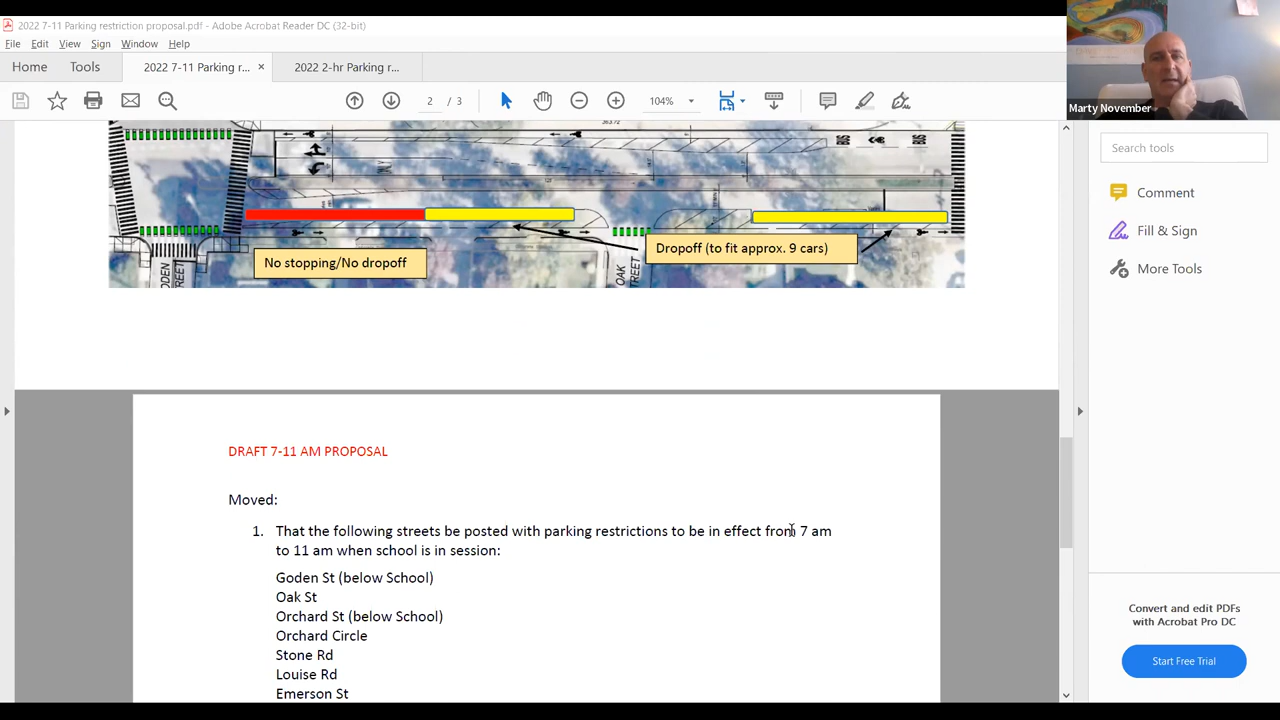 2022 7-11 Parking restriction proposal.pdf - Adobe Acrobat Reader DC (32-bit)
File Edit View Sign Window Help
Home Tools 2022 7-11 Parking r... × 2022 2-hr Parking r...
2 / 3 104%
Marty November
Search tools
Comment
Fill & Sign
More Tools
No stopping/No dropoff
Dropoff (to fit approx. 9 cars)
OAK
STREET
DRAFT 7-11 AM PROPOSAL
Moved:
1. That the following streets be posted with parking restrictions to be in effect from 7 am
to 11 am when school is in session:
Goden St (below School)
Oak St
Orchard St (below School)
Orchard Circle
Stone Rd
Louise Rd
Emerson St
Convert and edit PDFs
with Acrobat Pro DC
Start Free Trial